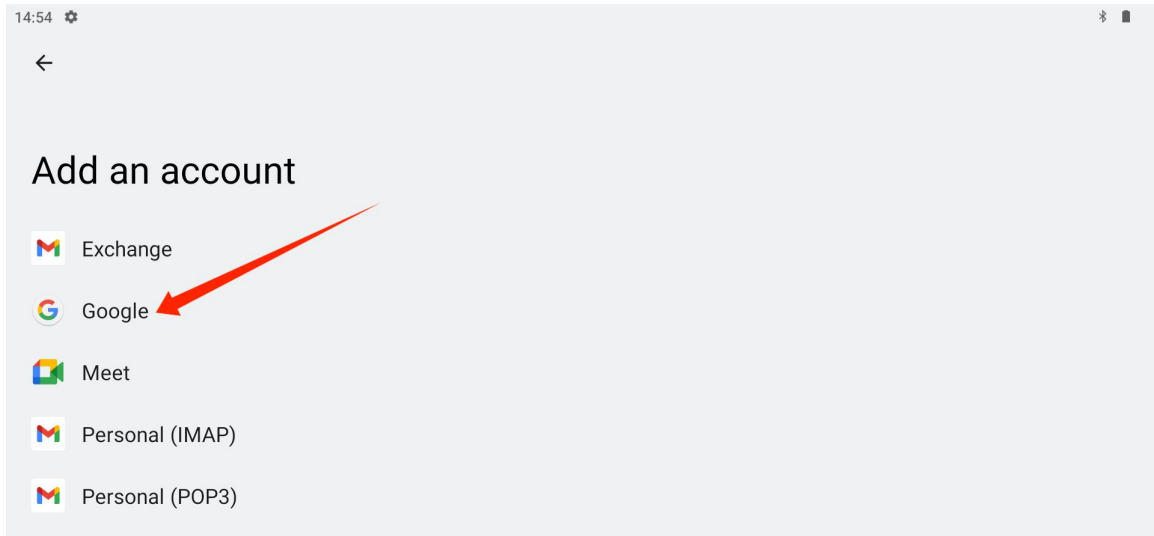 14:54
Add an account
Exchange
Google
Meet
Personal (IMAP)
Personal (POP3)